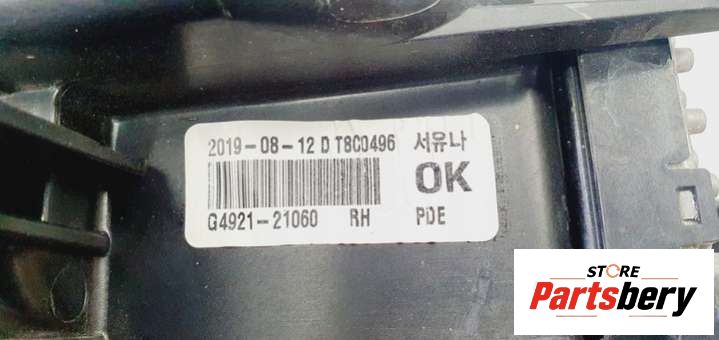 2019-08-12 D T8C0496 서유나
OK
G4921-21060 RH PDE
STORE
Partsbery